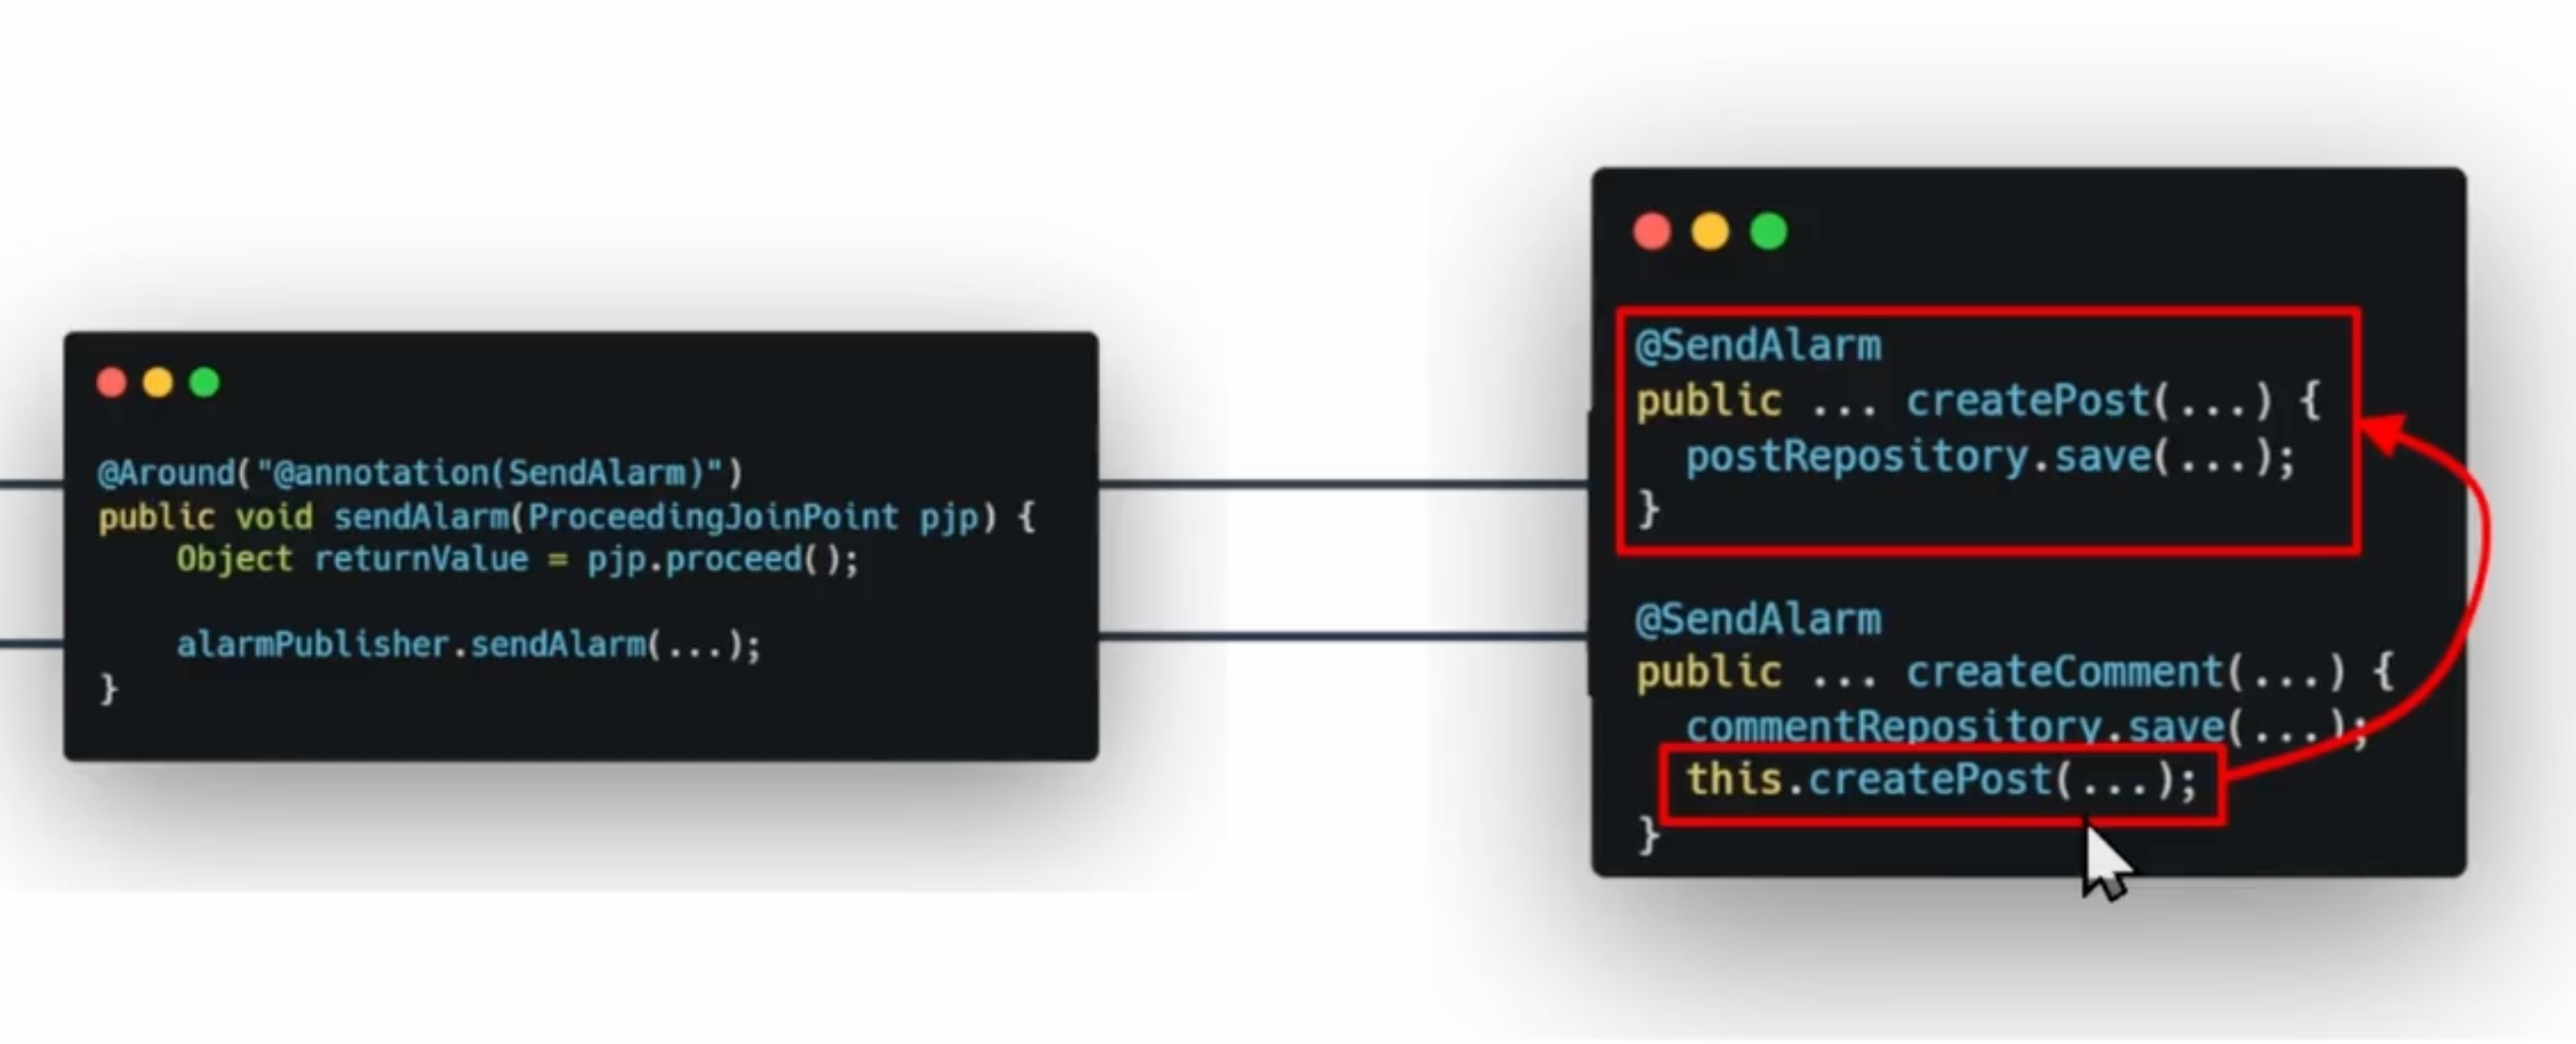 @Around("@annotation(SendAlarm)")
public void sendAlarm(ProceedingJoinPoint pjp) {
    Object returnValue = pjp.proceed();
    alarmPublisher.sendAlarm(...);
}
@SendAlarm
public ... createPost(...) {
  postRepository.save(...);
}
@SendAlarm
public ... createComment(...) {
  commentRepository.save(...);
  this.createPost(...);
}